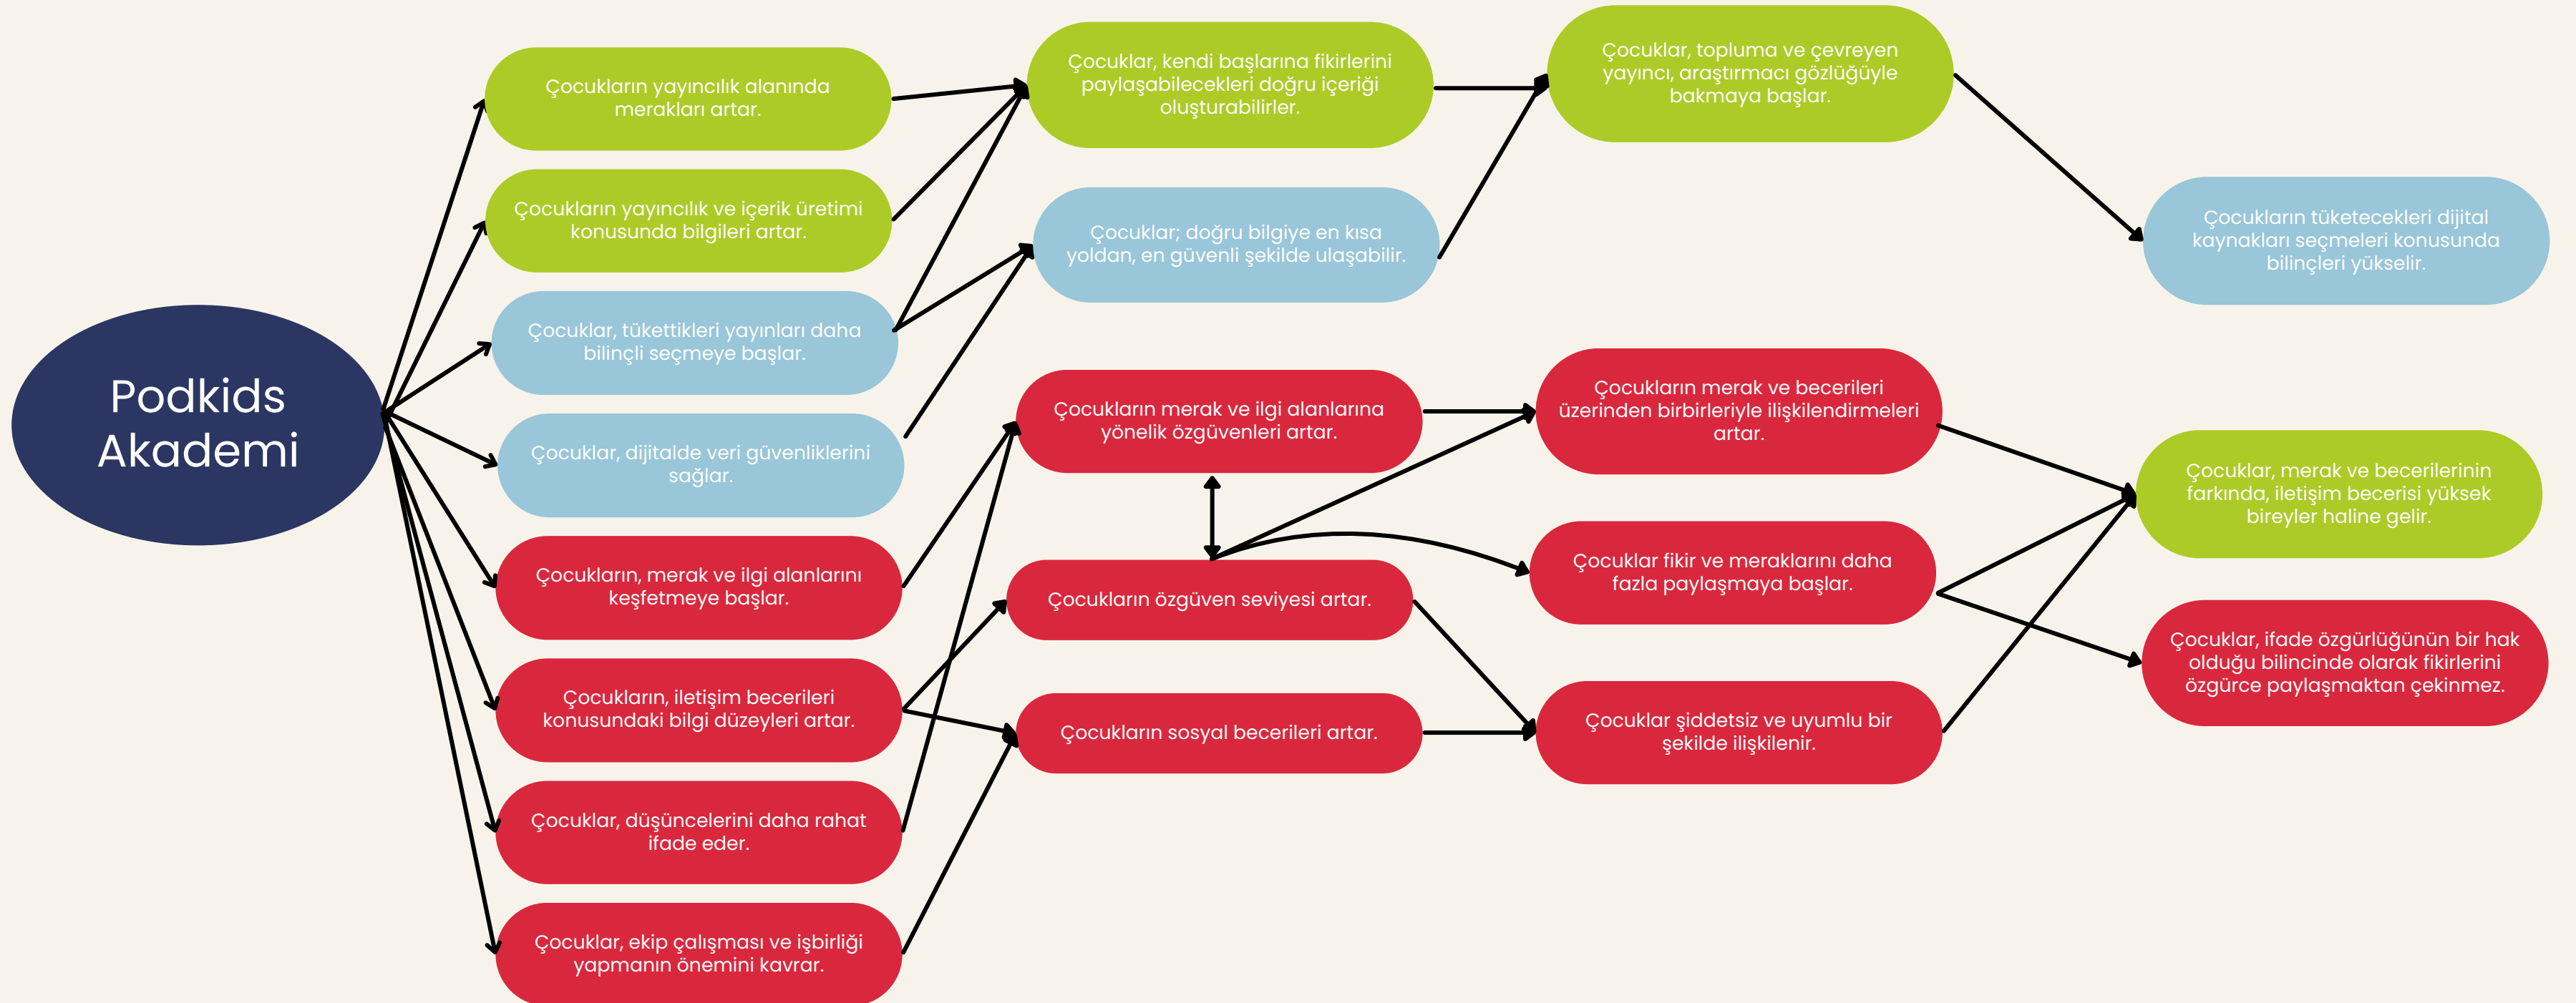 Podkids
Akademi
Çocukların yayıncılık alanında
merakları artar.
Çocukların yayıncılık ve içerik üretimi
konusunda bilgileri artar.
Çocuklar, tükettikleri yayınları daha
bilinçli seçmeye başlar.
Çocuklar, dijitalde veri güvenliklerini
sağlar.
Çocukların, merak ve ilgi alanlarını
keşfetmeye başlar.
Çocukların, iletişim becerileri
konusundaki bilgi düzeyleri artar.
Çocuklar, düşüncelerini daha rahat
ifade eder.
Çocuklar, ekip çalışması ve işbirliği
yapmanın önemini kavrar.
Çocuklar, kendi başlarına fikirlerini
paylaşabilecekleri doğru içeriği
oluşturabilirler.
Çocuklar; doğru bilgiye en kısa
yoldan, en güvenli şekilde ulaşabilir.
Çocukların merak ve ilgi alanlarına
yönelik özgüvenleri artar.
Çocukların özgüven seviyesi artar.
Çocukların sosyal becerileri artar.
Çocuklar, topluma ve çevreyen
yayıncı, araştırmacı gözlüğüyle
bakmaya başlar.
Çocukların merak ve becerileri
üzerinden birbirleriyle ilişkilendirmeleri
artar.
Çocuklar fikir ve meraklarını daha
fazla paylaşmaya başlar.
Çocuklar şiddetsiz ve uyumlu bir
şekilde ilişkilenir.
Çocukların tüketecekleri dijital
kaynakları seçmeleri konusunda
bilinçleri yükselir.
Çocuklar, merak ve becerilerinin
farkında, iletişim becerisi yüksek
bireyler haline gelir.
Çocuklar, ifade özgürlüğünün bir hak
olduğu bilincinde olarak fikirlerini
özgürce paylaşmaktan çekinmez.